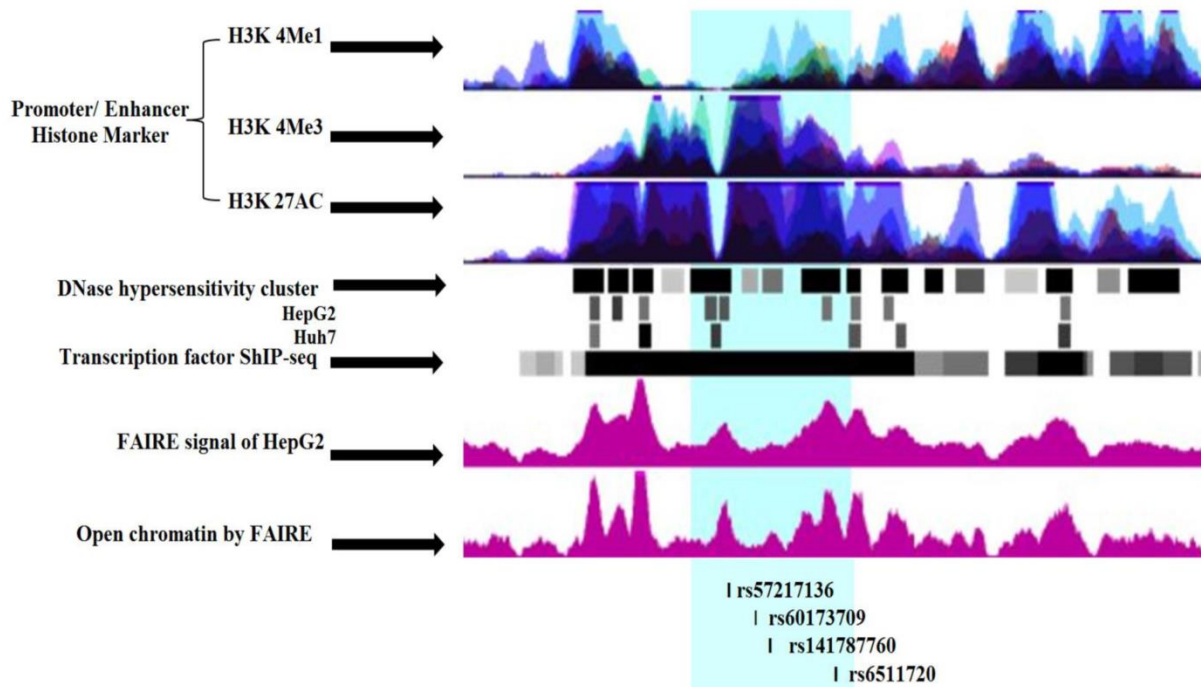 H3K 4Me1
Promoter/ Enhancer
Histone Marker
H3K 4Me3
H3K 27AC
DNase hypersensitivity cluster
HepG2
Huh7
Transcription factor ShIP-seq
FAIRE signal of HepG2
Open chromatin by FAIRE
rs57217136
rs60173709
rs141787760
rs6511720